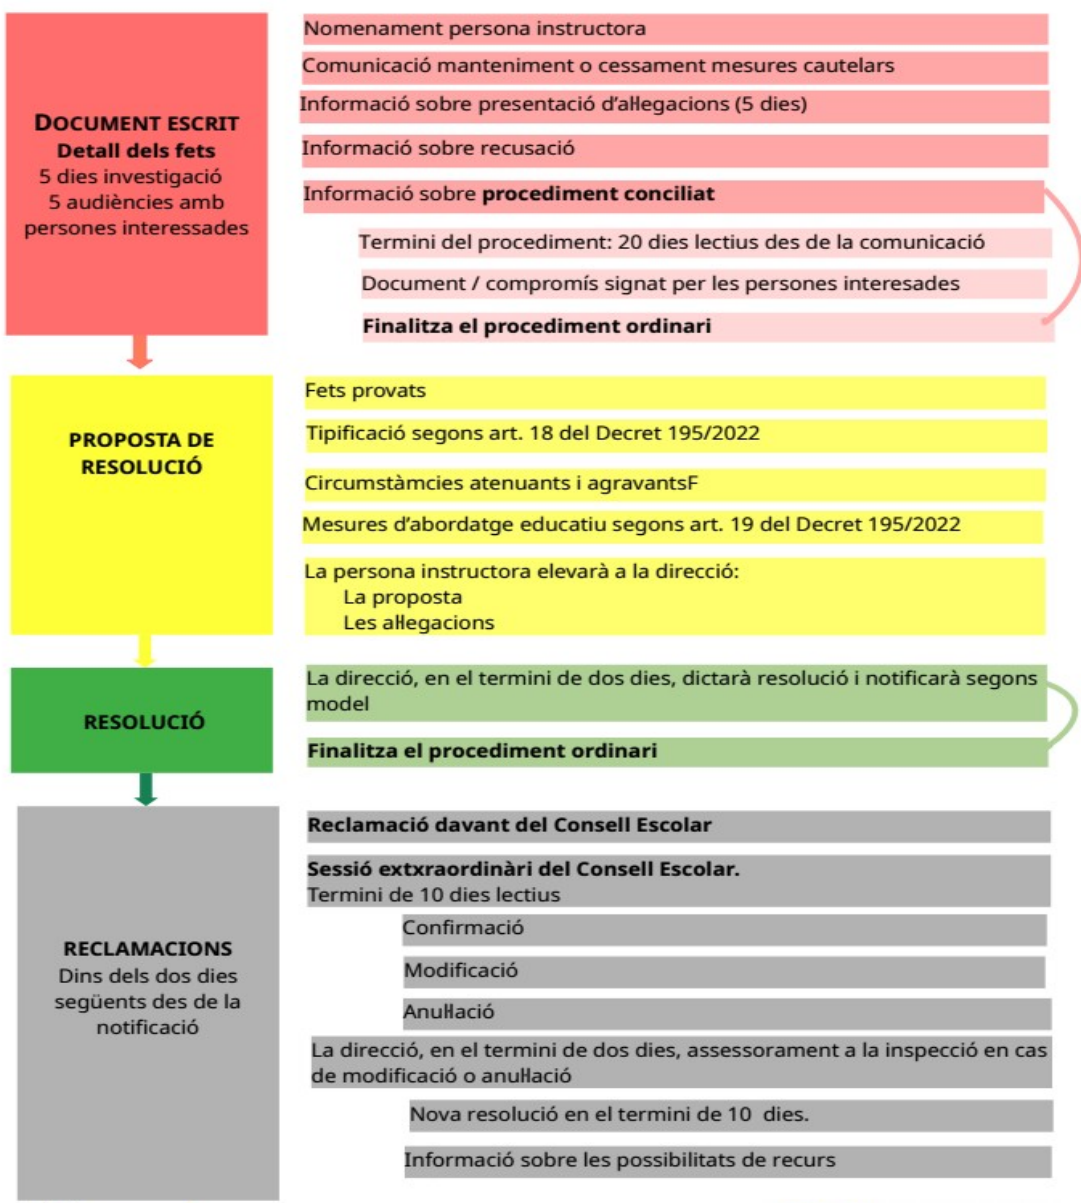 DOCUMENT ESCRIT
Detall dels fets
5 dies investigació
5 audiències amb
persones interessades
Nomenament persona instructora
Comunicació manteniment o cessament mesures cautelars
Informació sobre presentació d’aŀlegacions (5 dies)
Informació sobre recusació
Informació sobre procediment conciliat
Termini del procediment: 20 dies lectius des de la comunicació
Document / compromís signat per les persones interesades
Finalitza el procediment ordinari
PROPOSTA DE
RESOLUCIÓ
Fets provats
Tipificació segons art. 18 del Decret 195/2022
Circumstàmcies atenuants i agravantsF
Mesures d’abordatge educatiu segons art. 19 del Decret 195/2022
La persona instructora elevarà a la direcció:
La proposta
Les aŀlegacions
RESOLUCIÓ
La direcció, en el termini de dos dies, dictarà resolució i notificarà segons
model
Finalitza el procediment ordinari
RECLAMACIONS
Dins dels dos dies
següents des de la
notificació
Reclamació davant del Consell Escolar
Sessió extxraordinàri del Consell Escolar.
Termini de 10 dies lectius
Confirmació
Modificació
Anuŀlació
La direcció, en el termini de dos dies, assessorament a la inspecció en cas
de modificació o anuŀlació
Nova resolució en el termini de 10 dies.
Informació sobre les possibilitats de recurs